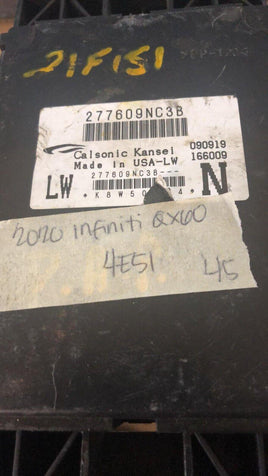 21F151
277609NC3B
Calsonic Kansei 090919
Made in USA-LW 166009
277609NC3B---
LW N
2020 infiniti QX60
4E51 45